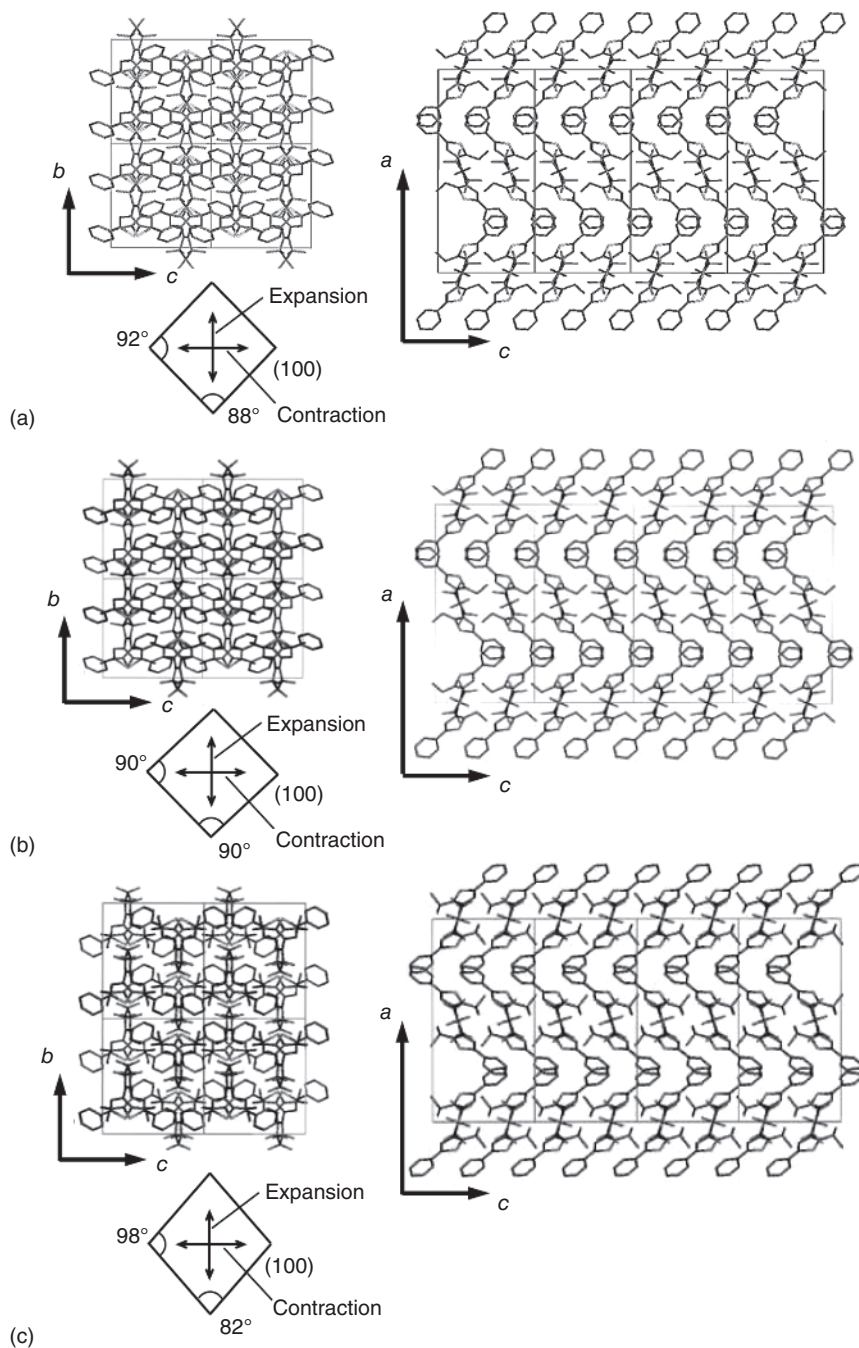 b
c
a
c
Expansion
92°
(100)
88°
Contraction
(a)
b
c
a
c
Expansion
90°
(100)
90°
Contraction
(b)
b
c
a
c
Expansion
98°
(100)
82°
Contraction
(c)